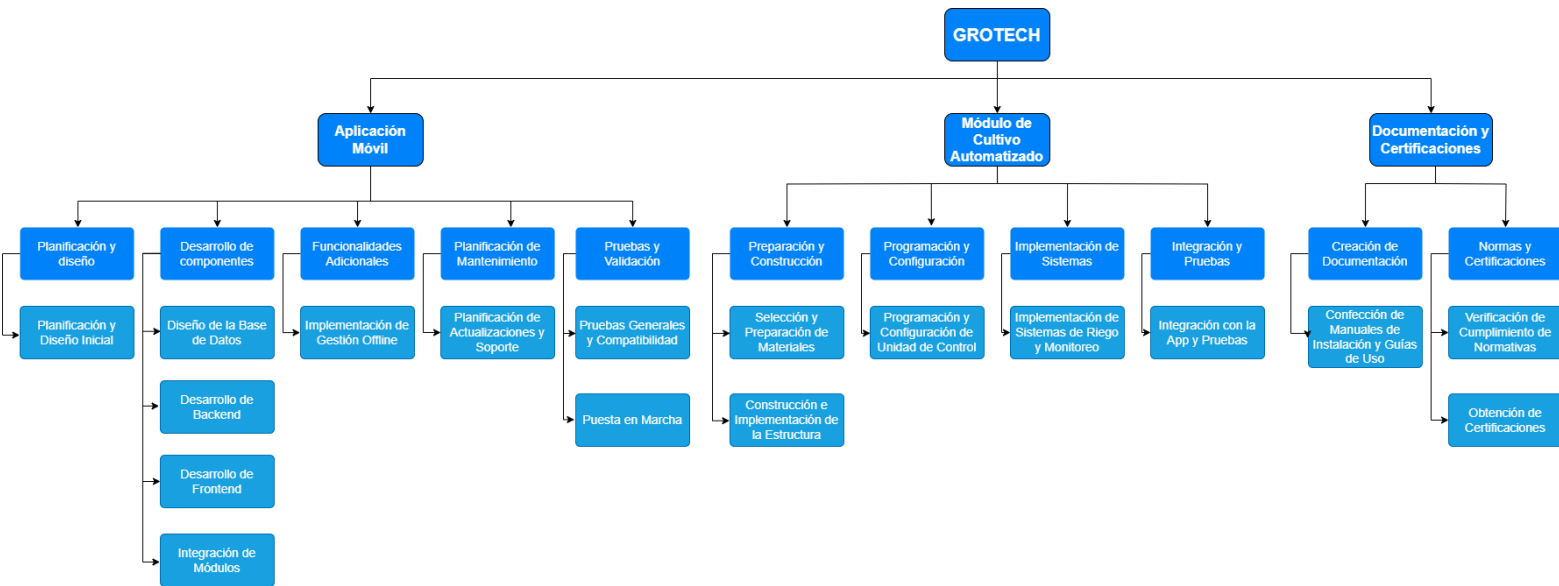 GROTECH
Aplicación
Móvil
Módulo de
Cultivo
Automatizado
Documentación y
Certificaciones
Planificación y
diseño
Desarrollo de
componentes
Funcionalidades
Adicionales
Planificación de
Mantenimiento
Pruebas y
Validación
Preparación y
Construcción
Programación y
Configuración
Implementación de
Sistemas
Integración y
Pruebas
Creación de
Documentación
Normas y
Certificaciones
Planificación y
Diseño Inicial
Diseño de la Base
de Datos
Implementación de
Gestión Offline
Planificación de
Actualizaciones y
Soporte
Pruebas Generales
y Compatibilidad
Selección y
Preparación de
Materiales
Programación y
Configuración de
Unidad de Control
Implementación de
Sistemas de Riego
y Monitoreo
Integración con la
App y Pruebas
Confección de
Manuales de
Instalación y Guías
de Uso
Verificación de
Cumplimiento de
Normativas
Desarrollo de
Backend
Puesta en Marcha
Construcción e
Implementación de
la Estructura
Obtención de
Certificaciones
Desarrollo de
Frontend
Integración de
Módulos